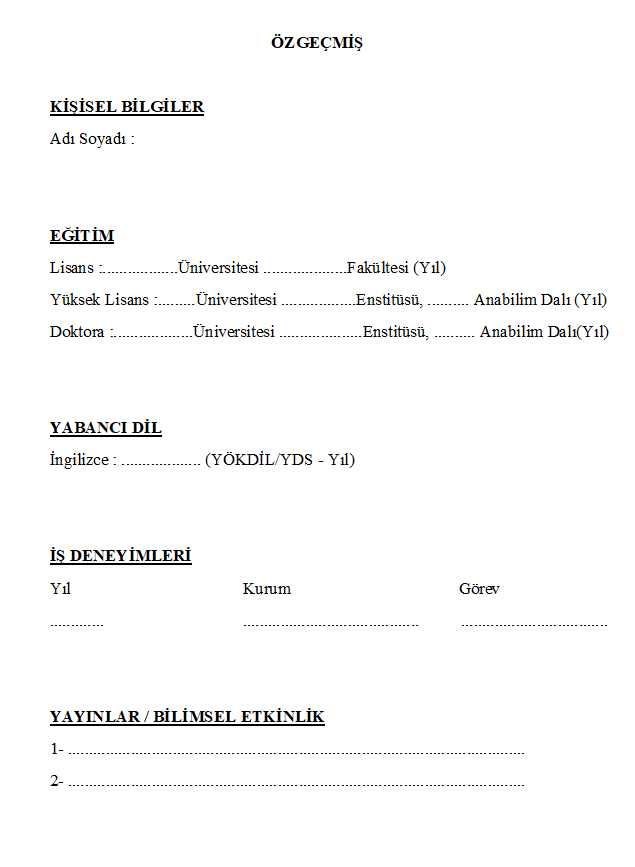 ÖZGEÇMİŞ
KİŞİSEL BİLGİLER
Adı Soyadı :
EĞİTİM
Lisans :..................Üniversitesi ....................Fakültesi (Yıl)
Yüksek Lisans :.........Üniversitesi ..................Enstitüsü, .......... Anabilim Dalı (Yıl)
Doktora :...................Üniversitesi ....................Enstitüsü, .......... Anabilim Dalı(Yıl)
YABANCI DİL
İngilizce : ................... (YÖKDİL/YDS - Yıl)
İŞ DENEYİMLERİ
Yıl Kurum Görev
............. .......................................... ...................................
YAYINLAR / BİLİMSEL ETKİNLİK
1- .............................................................................................................
2- .............................................................................................................